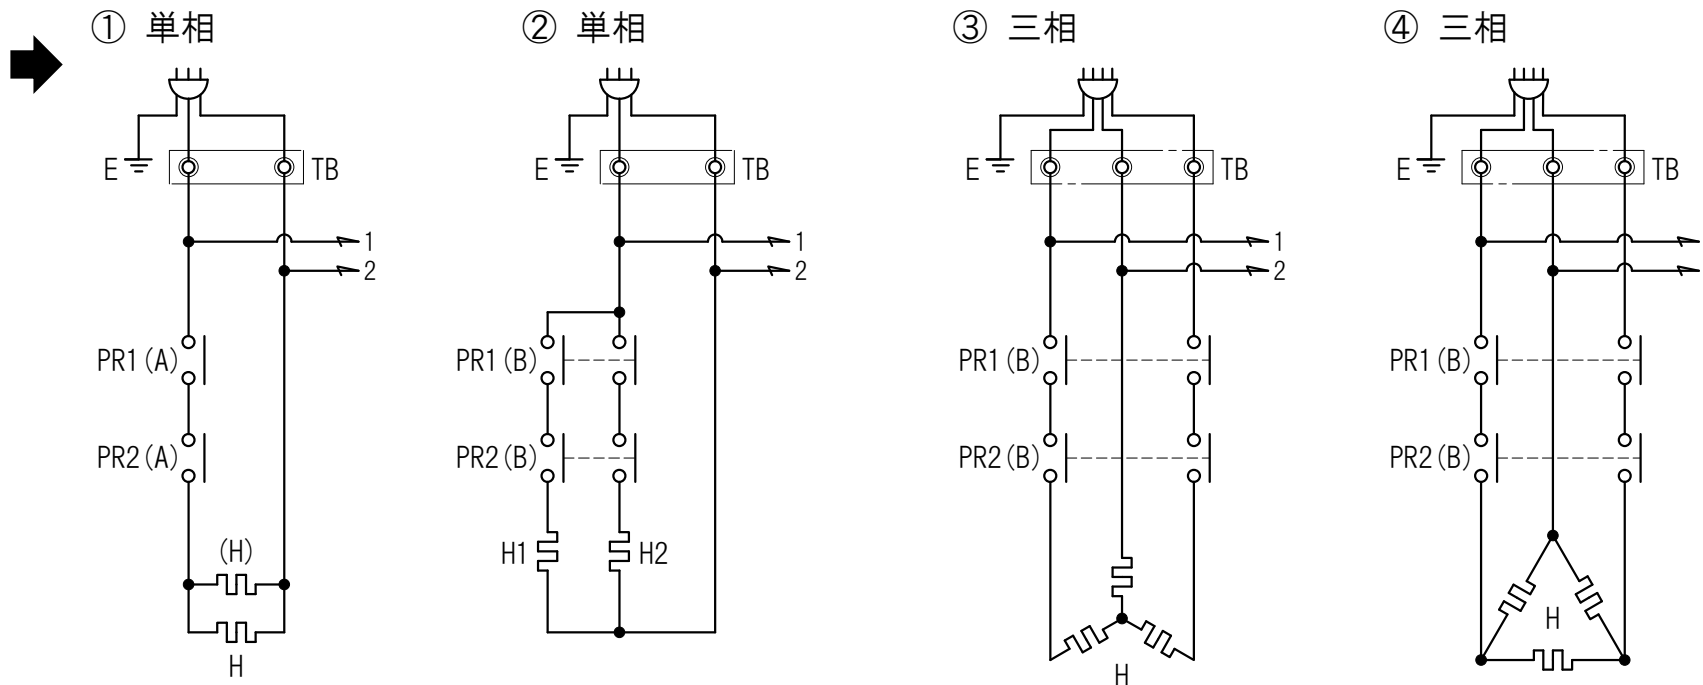 ① 単相
② 単相
③ 三相
④ 三相
E
TB
E
TB
E
TB
E
TB
1
2
1
2
1
2
PR1(A)
PR1(B)
PR1(B)
PR1(B)
PR2(A)
PR2(B)
PR2(B)
PR2(B)
(H)
H
H1
H2
H
H